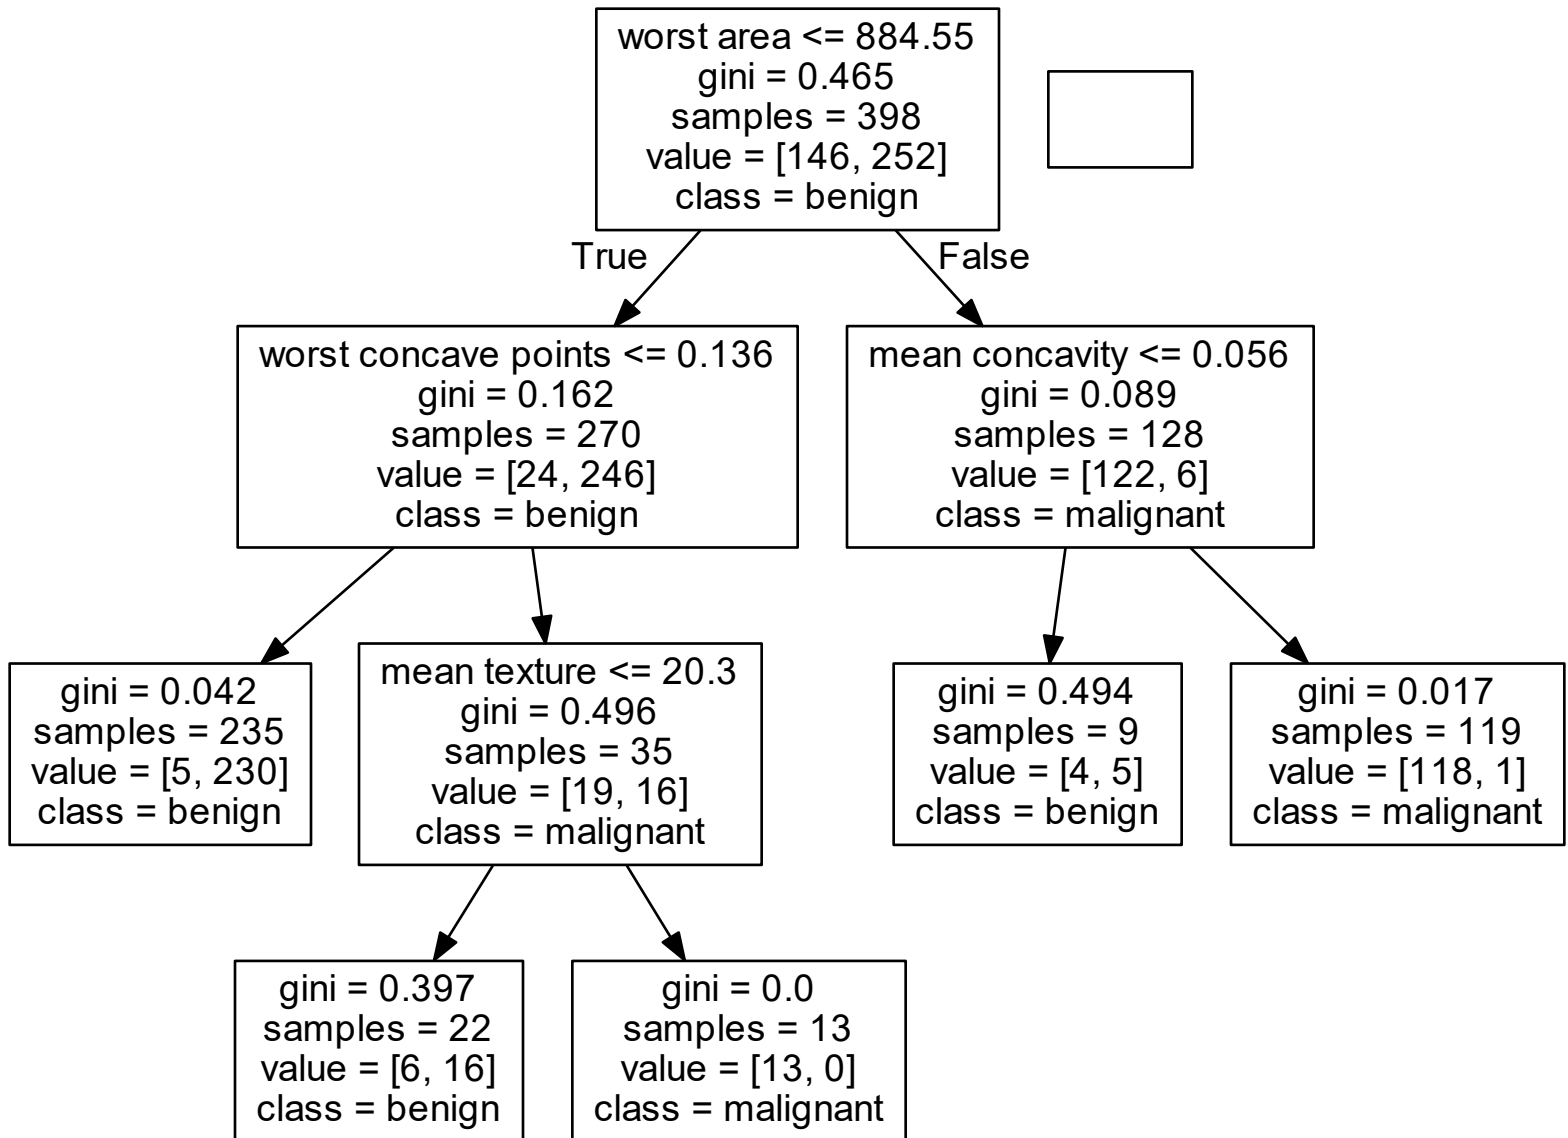 worst area <= 884.55
gini = 0.465
samples = 398
value = [146, 252]
class = benign
True
False
worst concave points <= 0.136
gini = 0.162
samples = 270
value = [24, 246]
class = benign
mean concavity <= 0.056
gini = 0.089
samples = 128
value = [122, 6]
class = malignant
gini = 0.042
samples = 235
value = [5, 230]
class = benign
mean texture <= 20.3
gini = 0.496
samples = 35
value = [19, 16]
class = malignant
gini = 0.494
samples = 9
value = [4, 5]
class = benign
gini = 0.017
samples = 119
value = [118, 1]
class = malignant
gini = 0.397
samples = 22
value = [6, 16]
class = benign
gini = 0.0
samples = 13
value = [13, 0]
class = malignant